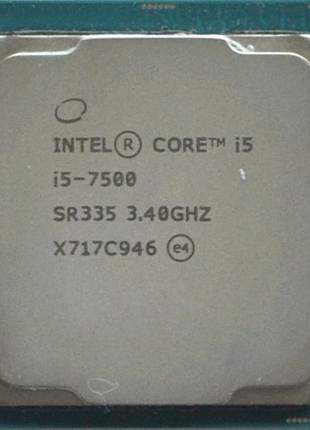 INTEL® CORE™ i5
i5-7500
SR335 3.40GHZ
X717C946 e4